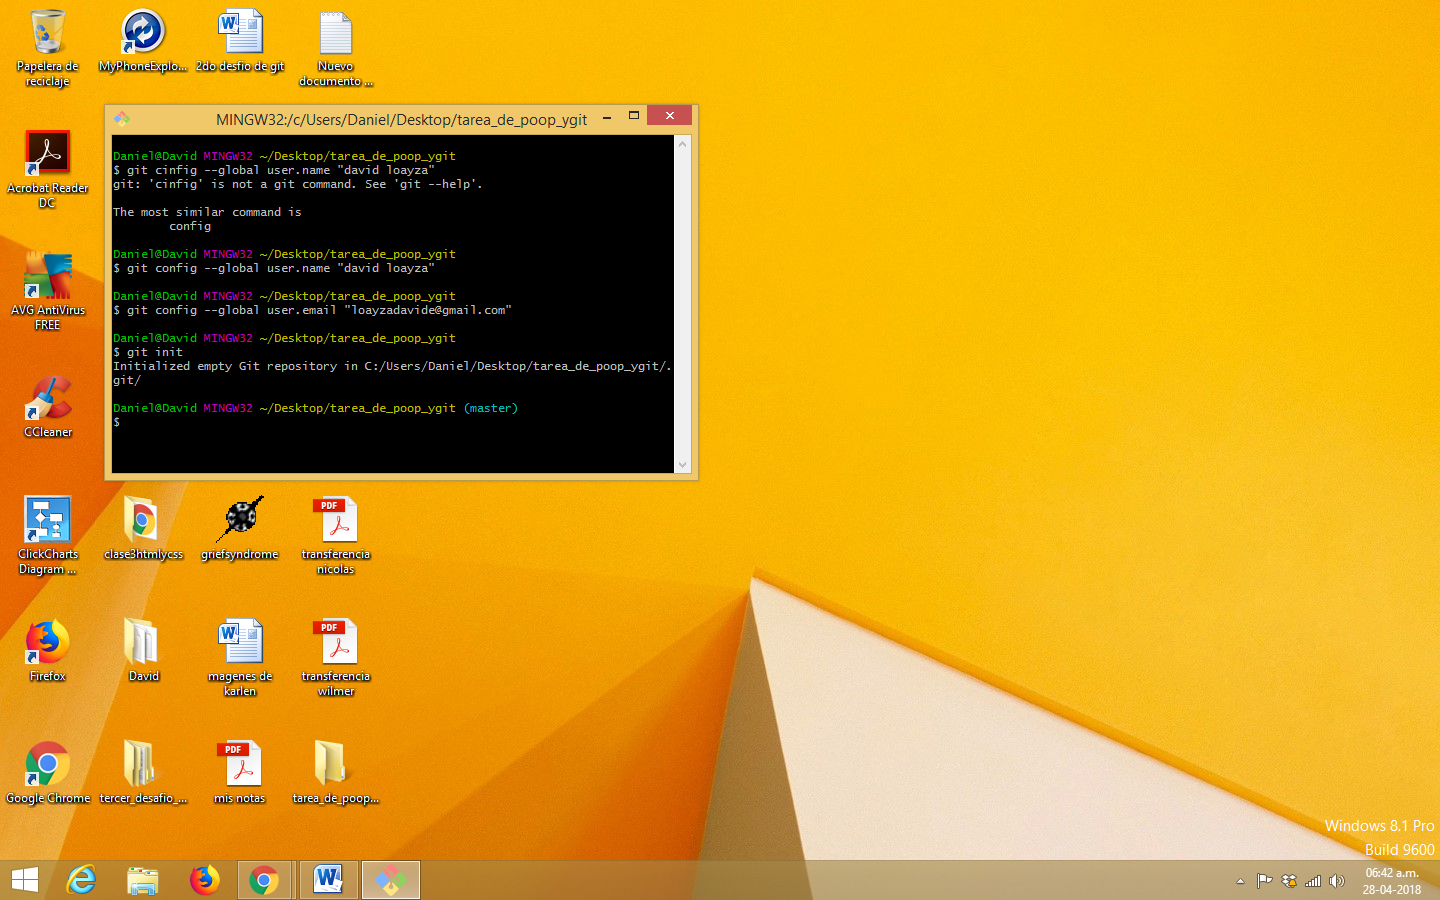 Papelera de
reciclaje
MyPhoneExplo...
2do desfio de git
Nuevo
documento ...
MINGW32:/c/Users/Daniel/Desktop/tarea_de_poop_ygit
Daniel@David MINGW32 ~/Desktop/tarea_de_poop_ygit
$ git cinfig --global user.name "david loayza"
git: 'cinfig' is not a git command. See 'git --help'.
The most similar command is
config
Daniel@David MINGW32 ~/Desktop/tarea_de_poop_ygit
$ git config --global user.name "david loayza"
Daniel@David MINGW32 ~/Desktop/tarea_de_poop_ygit
$ git config --global user.email "loayzadavide@gmail.com"
Daniel@David MINGW32 ~/Desktop/tarea_de_poop_ygit
$ git init
Initialized empty Git repository in C:/Users/Daniel/Desktop/tarea_de_poop_ygit/.
git/
Daniel@David MINGW32 ~/Desktop/tarea_de_poop_ygit (master)
$
Acrobat Reader
DC
AVG AntiVirus
FREE
CCleaner
ClickCharts
Diagram ...
clase3htmlycss
griefsyndrome
PDF
transferencia
nicolas
Firefox
David
magenes de
karlen
PDF
transferencia
wilmer
Google Chrome
tercer_desafio_...
PDF
mis notas
tarea_de_poop...
Windows 8.1 Pro
Build 9600
06:42 a.m.
28-04-2018